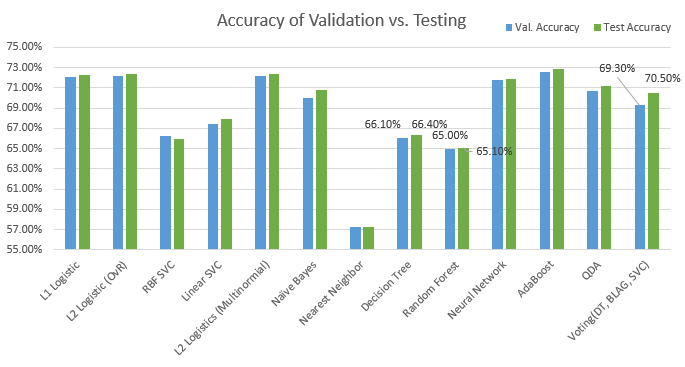 Accuracy of Validation vs. Testing
Val. Accuracy
Test Accuracy
75.00%
73.00%
71.00%
69.00%
67.00%
65.00%
63.00%
61.00%
59.00%
57.00%
55.00%
66.10%
66.40%
65.00%
65.10%
69.30%
70.50%
L1 Logistic
L2 Logistic (OvR)
RBF SVC
Linear SVC
L2 Logistics (Multinormial)
Naïve Bayes
Nearest Neighbor
Decision Tree
Random Forest
Neural Network
AdaBoost
QDA
Voting(DT, BLAG, SVC)